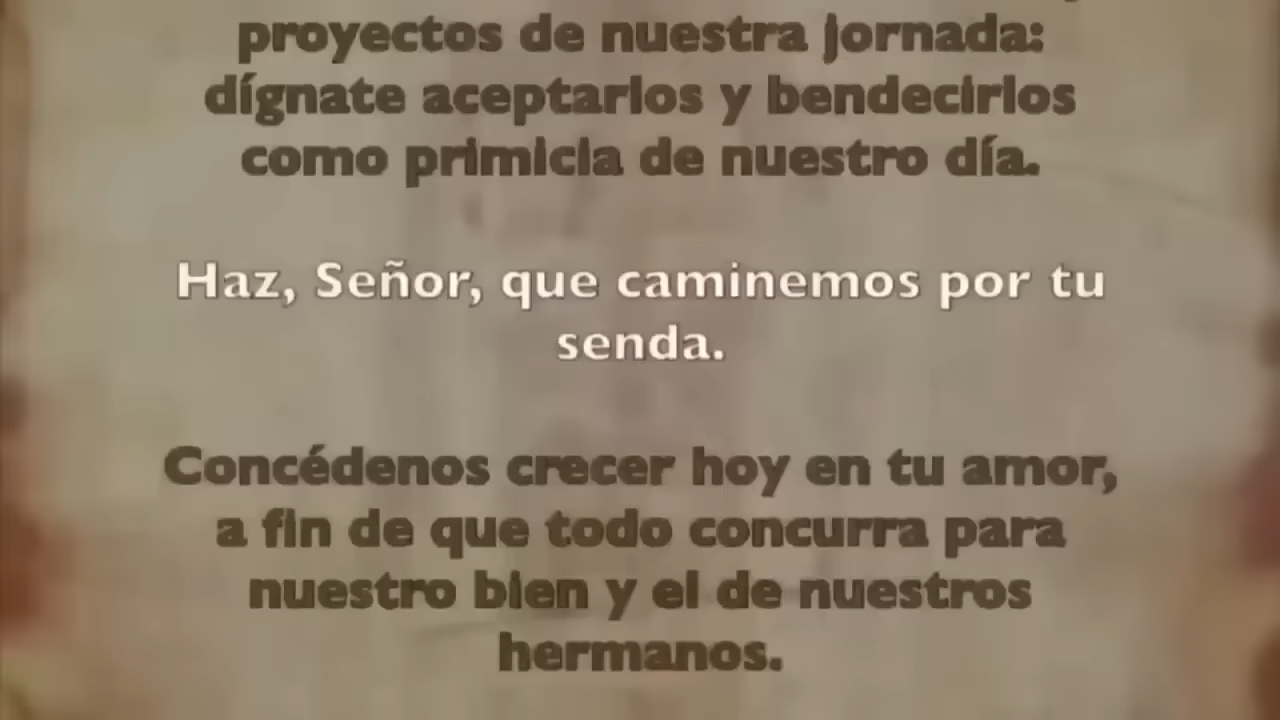 proyectos de nuestra jornada:
dígnate aceptarlos y bendecirlos
como primicia de nuestro día.
Haz, Señor, que caminemos por tu
senda.
Concédenos crecer hoy en tu amor,
a fin de que todo concurra para
nuestro bien y el de nuestros
hermanos.